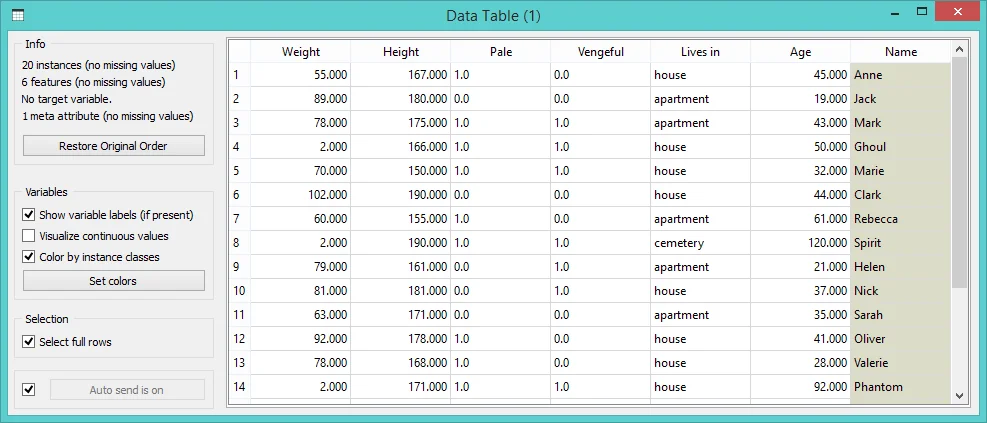 Data Table (1)
Info
20 instances (no missing values)
6 features (no missing values)
No target variable.
1 meta attribute (no missing values)
Restore Original Order
Variables
Show variable labels (if present)
Visualize continuous values
Color by instance classes
Set colors
Selection
Select full rows
Auto send is on
Weight Height Pale Vengeful Lives in Age Name
1 55.000 167.000 1.0 0.0 house 45.000 Anne
2 89.000 180.000 0.0 0.0 apartment 19.000 Jack
3 78.000 175.000 1.0 1.0 apartment 43.000 Mark
4 2.000 166.000 1.0 1.0 house 50.000 Ghoul
5 70.000 150.000 1.0 1.0 house 32.000 Marie
6 102.000 190.000 0.0 0.0 house 44.000 Clark
7 60.000 155.000 1.0 0.0 apartment 61.000 Rebecca
8 2.000 190.000 1.0 1.0 cemetery 120.000 Spirit
9 79.000 161.000 0.0 1.0 apartment 21.000 Helen
10 81.000 181.000 0.0 1.0 house 37.000 Nick
11 63.000 171.000 0.0 0.0 apartment 35.000 Sarah
12 92.000 178.000 1.0 0.0 house 41.000 Oliver
13 78.000 168.000 1.0 0.0 house 28.000 Valerie
14 2.000 171.000 1.0 1.0 house 92.000 Phantom